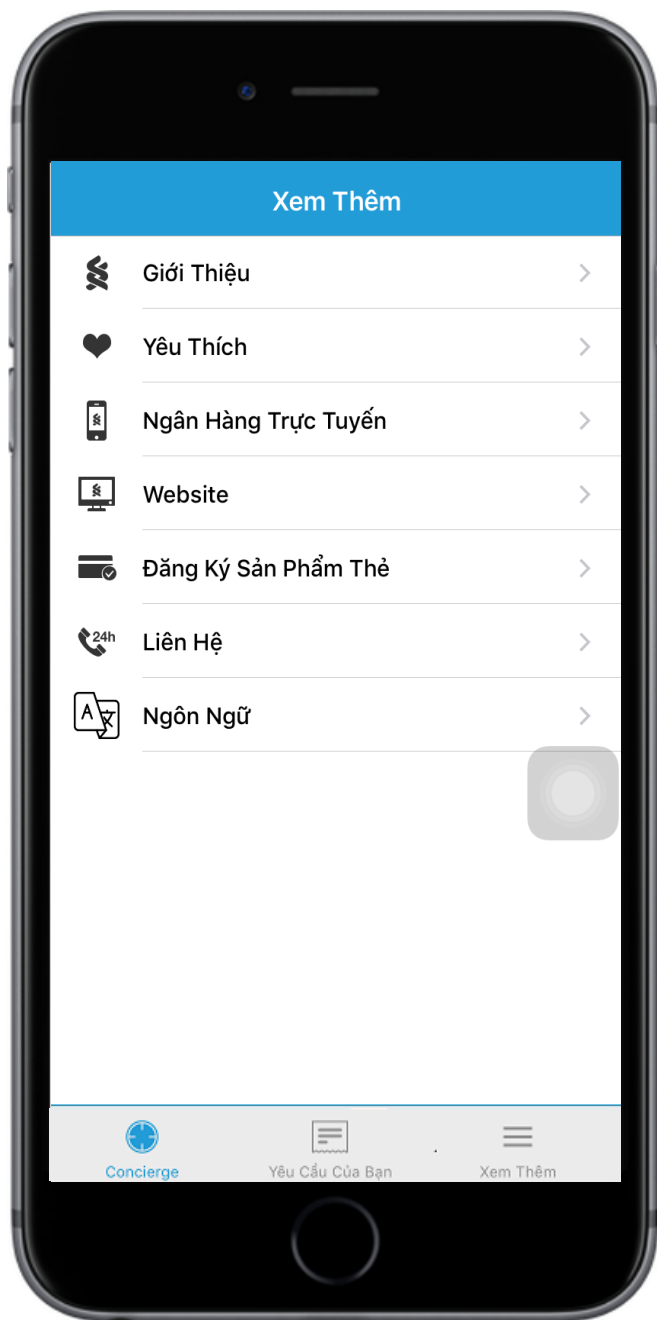 Xem Thêm
Giới Thiệu
Yêu Thích
Ngân Hàng Trực Tuyến
Website
Đăng Ký Sản Phẩm Thẻ
24h
Liên Hệ
A 文
Ngôn Ngữ
Concierge
Yêu Cầu Của Bạn
Xem Thêm